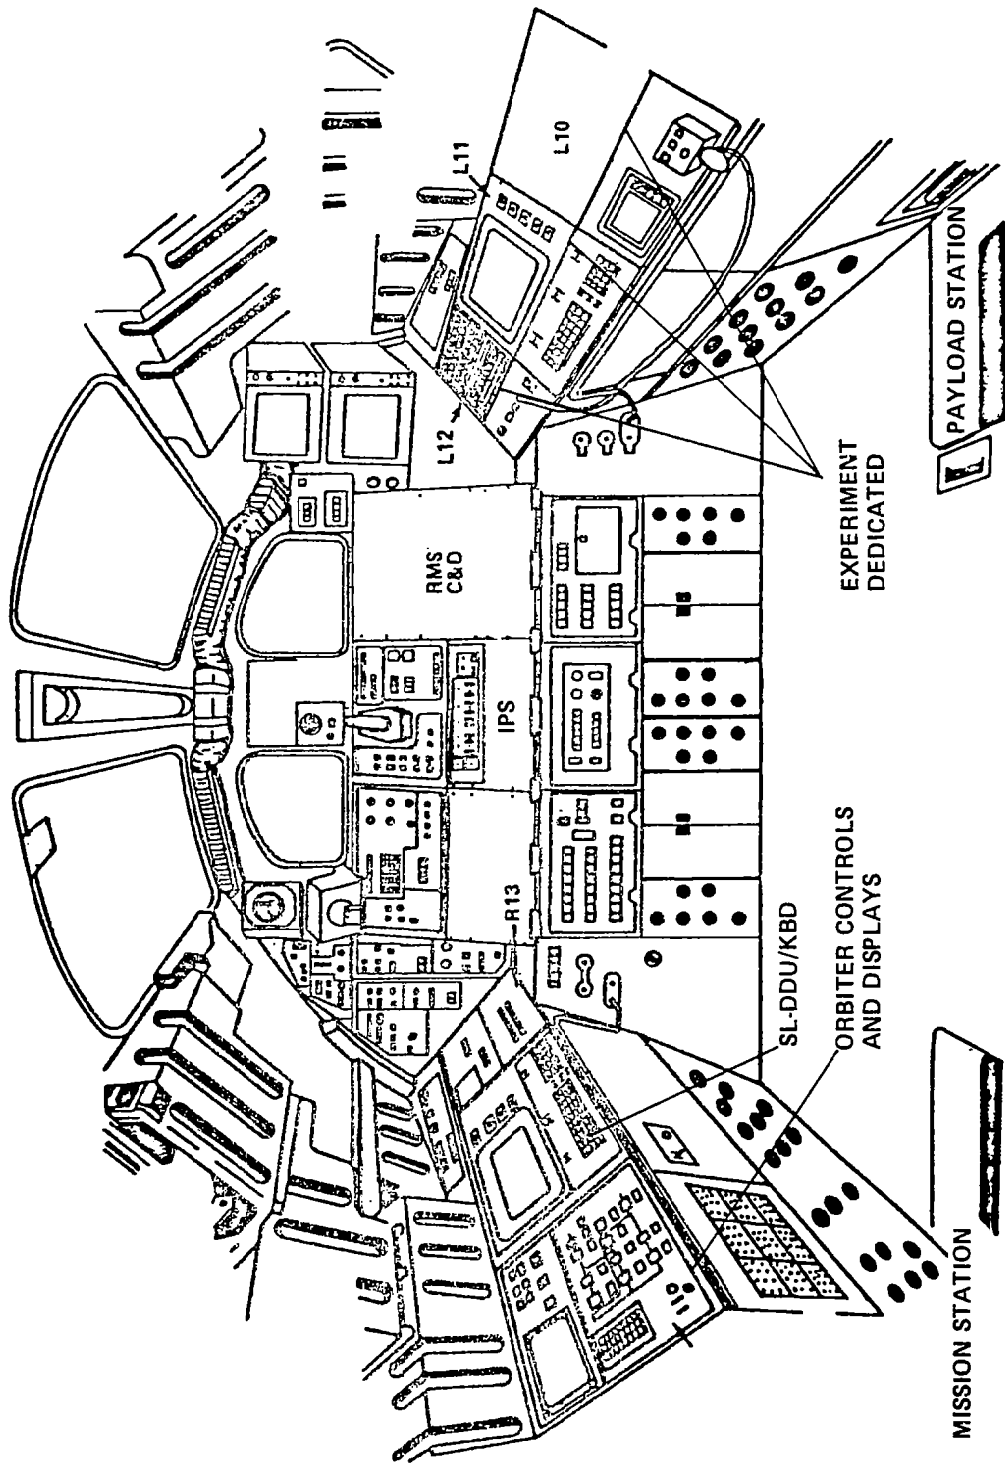 L11
L10
L12
RMS
C&D
IPS
R13
SL-DDU/KBD
ORBITER CONTROLS
AND DISPLAYS
EXPERIMENT
DEDICATED
MISSION STATION
PAYLOAD STATION